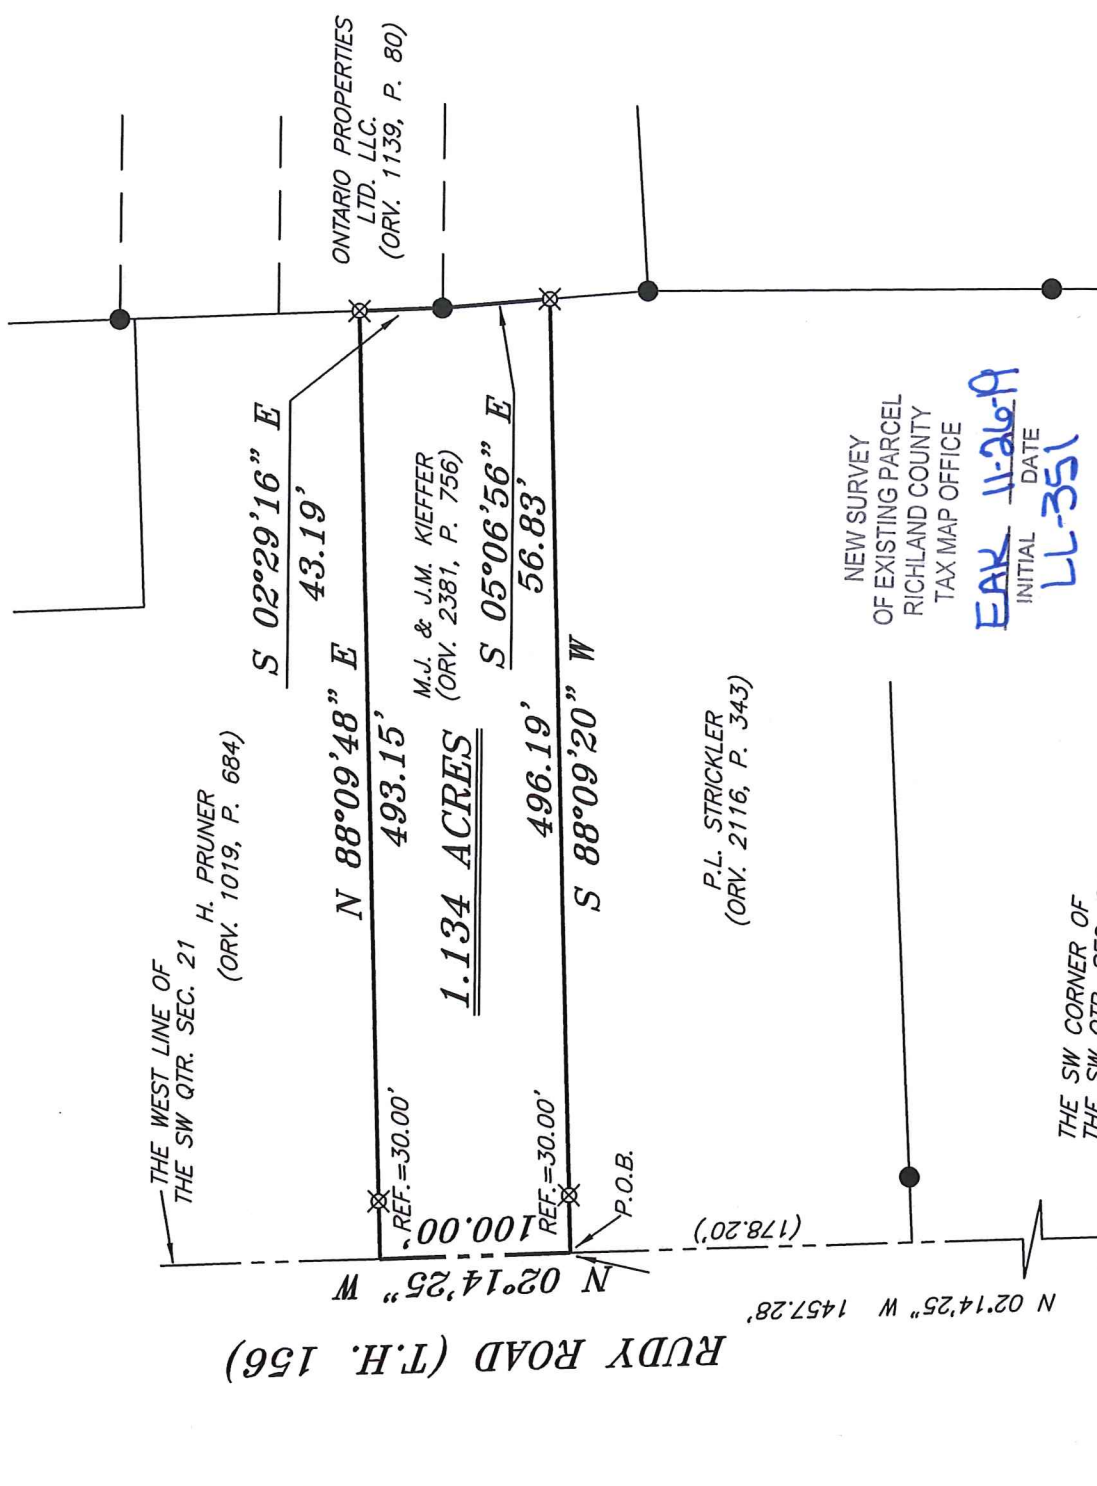 THE WEST LINE OF
THE SW QTR. SEC. 21
H. PRUNER
(ORV. 1019, P. 684)
ONTARIO PROPERTIES
LTD. LLC.
(ORV. 1139, P. 80)
S 02°29'16" E
43.19'
N 88°09'48" E
493.15'
M.J. & J.M. KIEFFER
(ORV. 2381, P. 756)
1.134 ACRES
S 05°06'56" E
56.83'
496.19'
S 88°09'20" W
REF.=30.00'
REF.=30.00'
100.00'
N 02°14'25" W
P.O.B.
RUDY ROAD (T.H. 156)
(178.20')
N 02°14'25" W 1457.28'
P.L. STRICKLER
(ORV. 2116, P. 343)
NEW SURVEY
OF EXISTING PARCEL
RICHLAND COUNTY
TAX MAP OFFICE
EAK 11-26-19
INITIAL DATE
LL-351
THE SW CORNER OF
THE SW QTR.